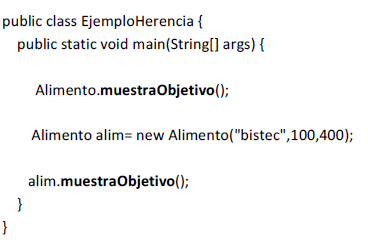 public class EjemploHerencia {
public static void main(String[] args) {
Alimento.muestraObjetivo();
Alimento alim= new Alimento("bistec",100,400);
alim.muestraObjetivo();
}
}